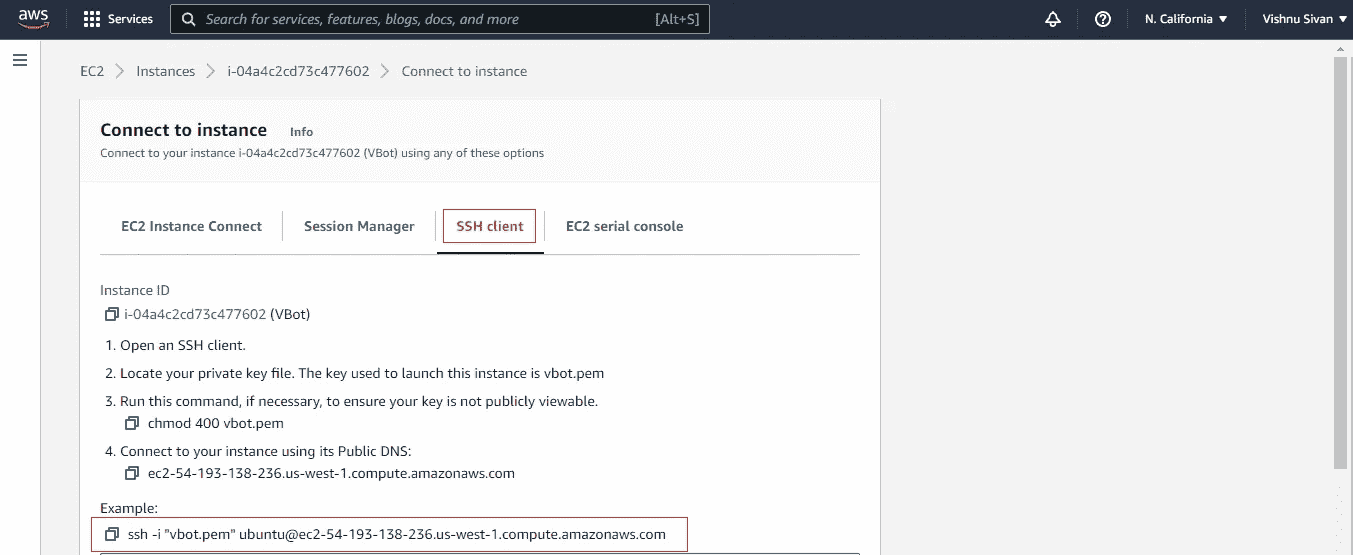 aws Services Search for services, features, blogs, docs, and more [Alt+S] N. California Vishnu Sivan
EC2 Instances i-04a4c2cd73c477602 Connect to instance
Connect to instance Info
Connect to your instance i-04a4c2cd73c477602 (VBot) using any of these options
EC2 Instance Connect Session Manager SSH client EC2 serial console
Instance ID
i-04a4c2cd73c477602 (VBot)
1. Open an SSH client.
2. Locate your private key file. The key used to launch this instance is vbot.pem
3. Run this command, if necessary, to ensure your key is not publicly viewable.
chmod 400 vbot.pem
4. Connect to your instance using its Public DNS:
ec2-54-193-138-236.us-west-1.compute.amazonaws.com
Example:
ssh -i "vbot.pem" ubuntu@ec2-54-193-138-236.us-west-1.compute.amazonaws.com